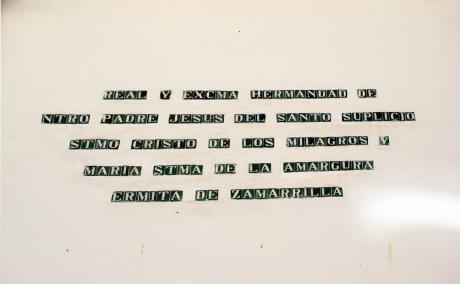 REAL Y EXCMA HERMANDAD DE
NTRO PADRE JESUS DEL SANTO SUPLICIO
STMO CRISTO DE LOS MILAGROS Y
MARIA STMA DE LA AMARGURA
ERMITA DE ZAMARRILLA